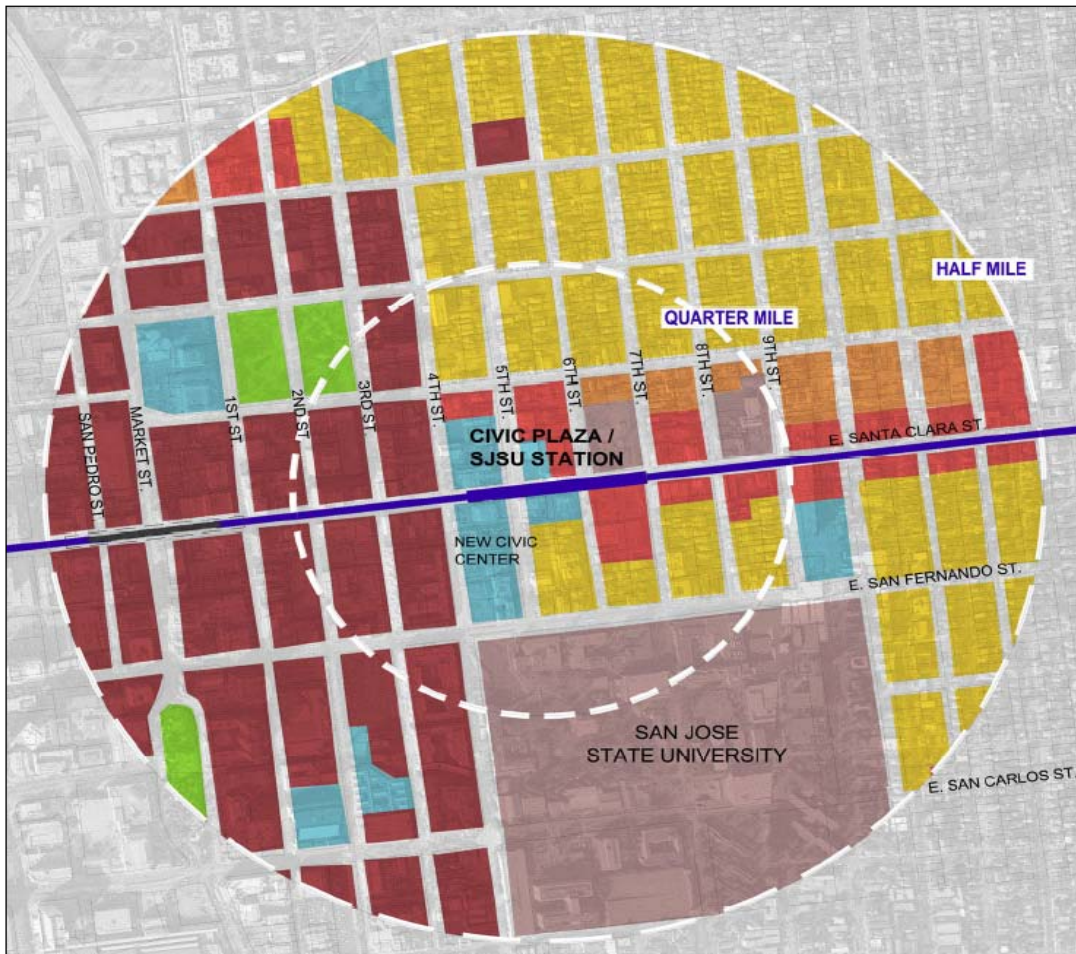 HALF MILE
QUARTER MILE
SAN PEDRO ST.
MARKET ST.
1ST ST.
2ND ST.
3RD ST.
4TH ST.
5TH ST.
6TH ST.
7TH ST.
8TH ST.
9TH ST.
E. SANTA CLARA ST.
CIVIC PLAZA /
SJSU STATION
NEW CIVIC
CENTER
E. SAN FERNANDO ST.
SAN JOSE
STATE UNIVERSITY
E. SAN CARLOS ST.